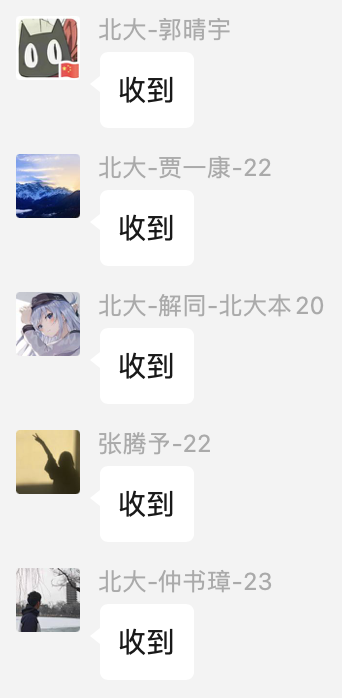 北大-郭晴宇
收到
北大-贾一康-22
收到
北大-解同-北大本20
收到
张腾予-22
收到
北大-仲书璋-23
收到